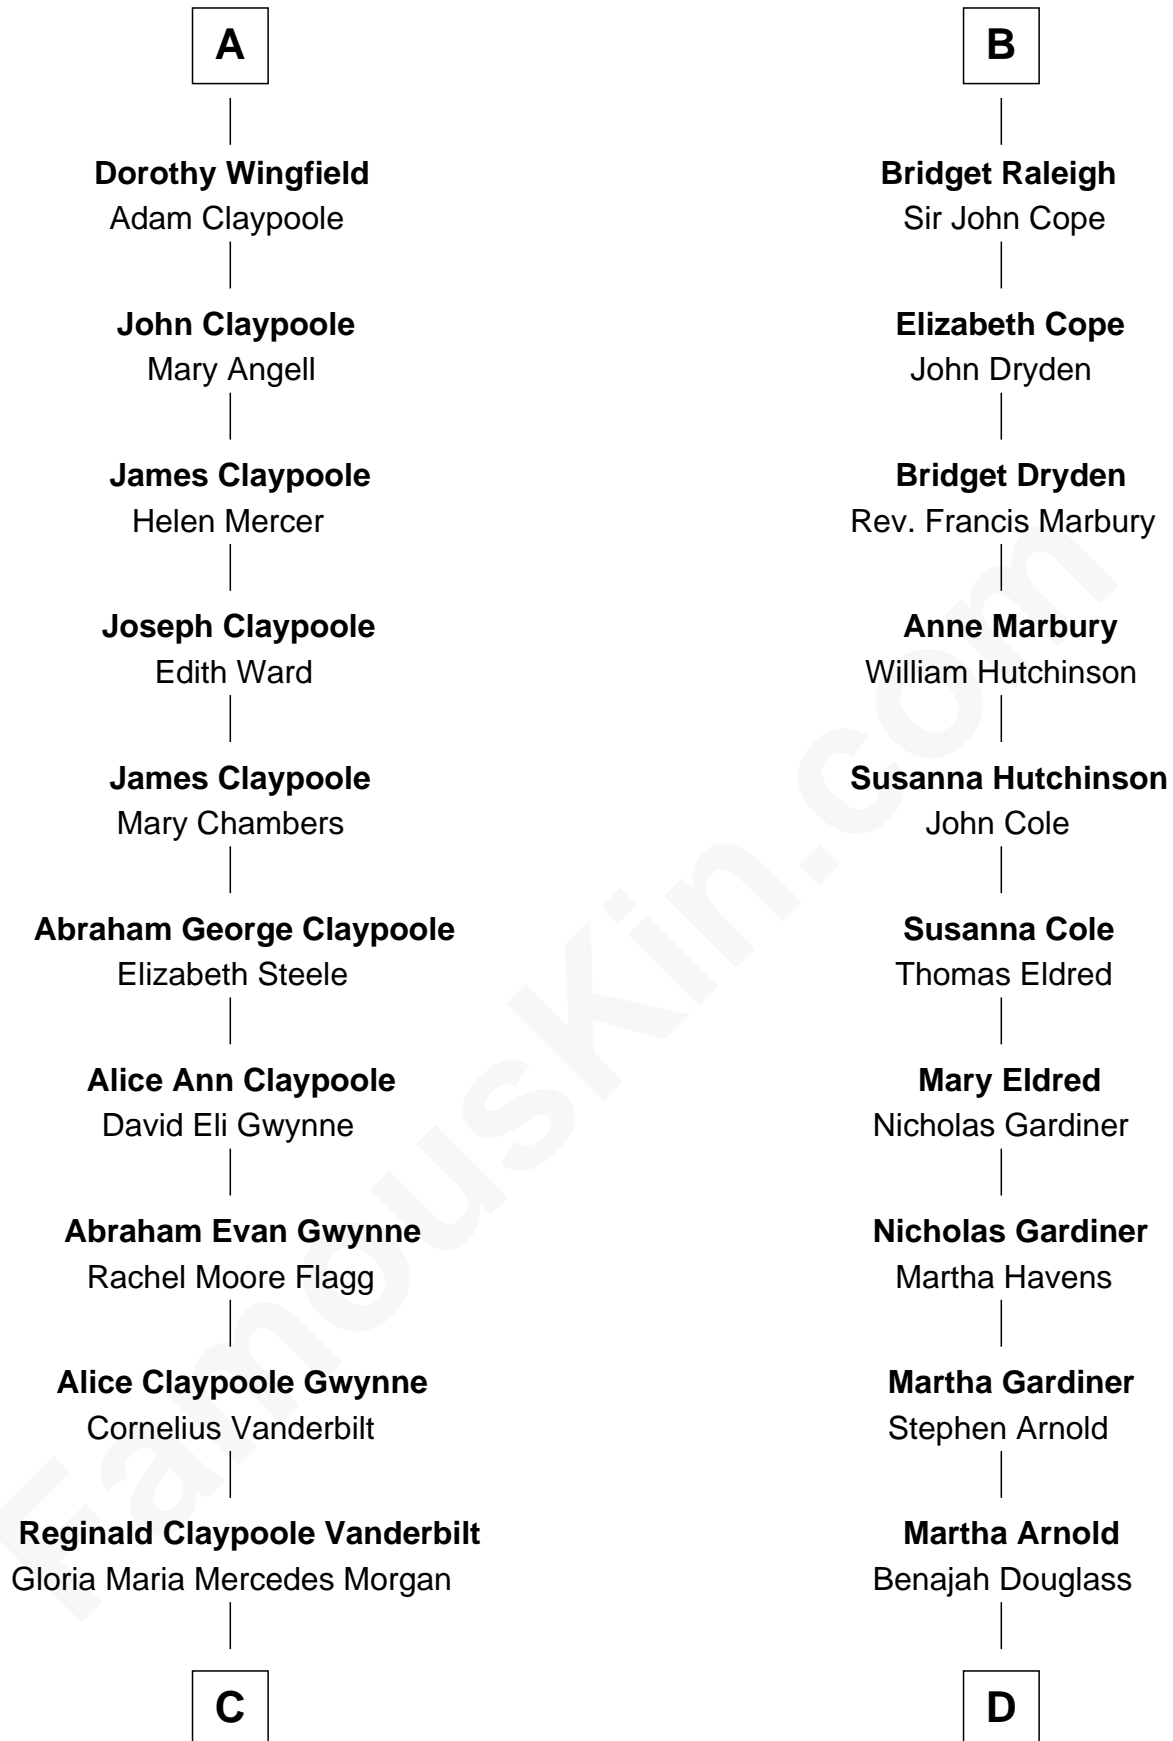 A
Dorothy Wingfield
Adam Claypoole
John Claypoole
Mary Angell
James Claypoole
Helen Mercer
Joseph Claypoole
Edith Ward
James Claypoole
Mary Chambers
Abraham George Claypoole
Elizabeth Steele
Alice Ann Claypoole
David Eli Gwynne
Abraham Evan Gwynne
Rachel Moore Flagg
Alice Claypoole Gwynne
Cornelius Vanderbilt
Reginald Claypoole Vanderbilt
Gloria Maria Mercedes Morgan
C
B
Bridget Raleigh
Sir John Cope
Elizabeth Cope
John Dryden
Bridget Dryden
Rev. Francis Marbury
Anne Marbury
William Hutchinson
Susanna Hutchinson
John Cole
Susanna Cole
Thomas Eldred
Mary Eldred
Nicholas Gardiner
Nicholas Gardiner
Martha Havens
Martha Gardiner
Stephen Arnold
Martha Arnold
Benajah Douglass
D
FamousKin.com